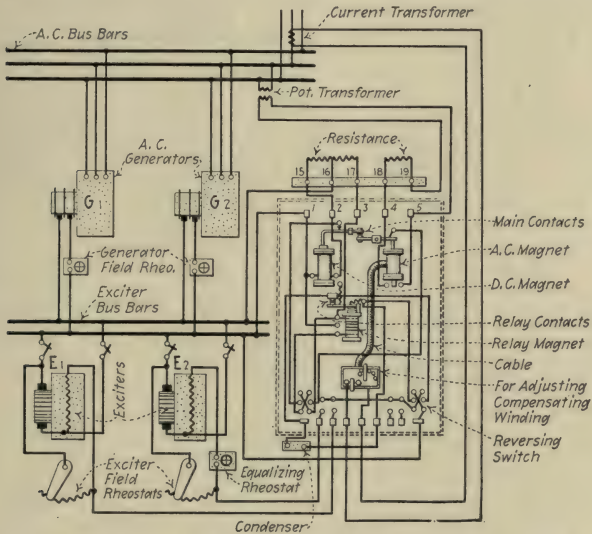 Current Transformer
A.C. Bus Bars
Pot. Transformer
A.C.
Generators
Resistance
15 16 17 18 19
G1
G2
1 2 3 4 5
Main Contacts
A.C. Magnet
Generator
Field Rheo.
D.C. Magnet
Exciter
Bus Bars
Relay Contacts
Relay Magnet
Cable
E1
E2
Exciters
For Adjusting
Compensating
Winding
Reversing
Switch
Exciter
Field
Rheostats
Equalizing
Rheostat
Condenser